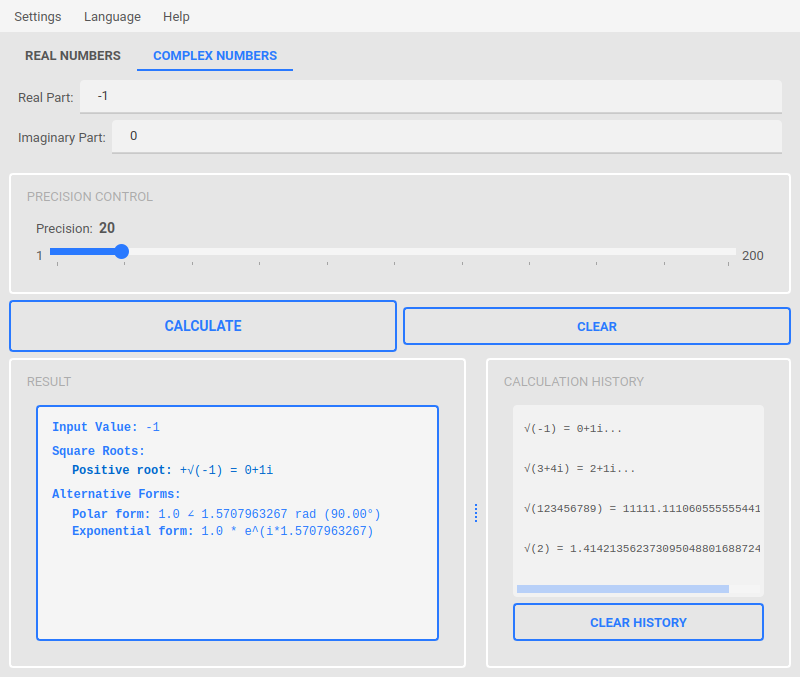 Settings Language Help
REAL NUMBERS COMPLEX NUMBERS
Real Part: -1
Imaginary Part: 0
PRECISION CONTROL
Precision: 20
1 200
CALCULATE CLEAR
RESULT
Input Value: -1
Square Roots:
Positive root: +√(-1) = 0+1i
Alternative Forms:
Polar form: 1.0 ∠ 1.5707963267 rad (90.00°)
Exponential form: 1.0 * e^(i*1.5707963267)
CALCULATION HISTORY
√(-1) = 0+1i...
√(3+4i) = 2+1i...
√(123456789) = 11111.111060555555441
√(2) = 1.414213562373095048801688724
CLEAR HISTORY